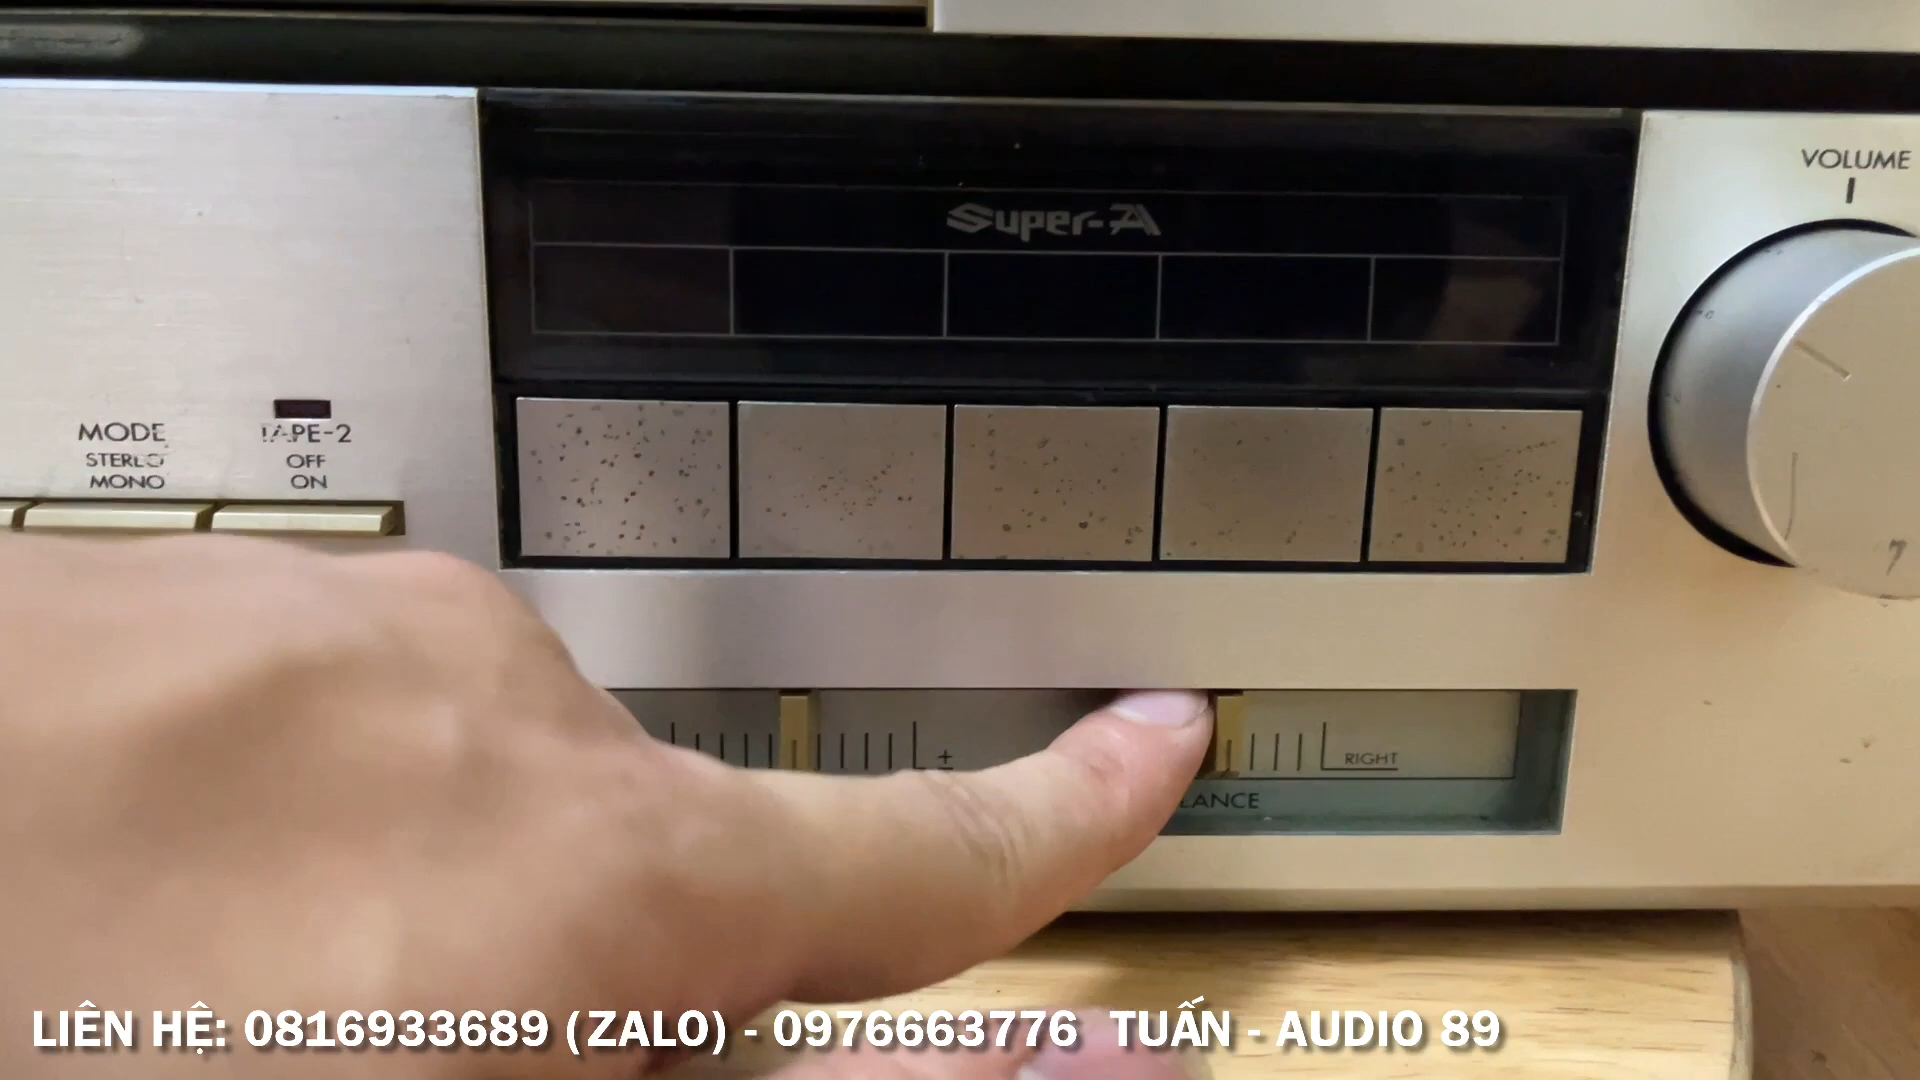 Super-A
VOLUME
MODE
STEREO
MONO
TAPE-2
OFF
ON
±
RIGHT
LANCE
LIÊN HỆ: 0816933689 (ZALO) - 0976663776 TUẤN - AUDIO 89